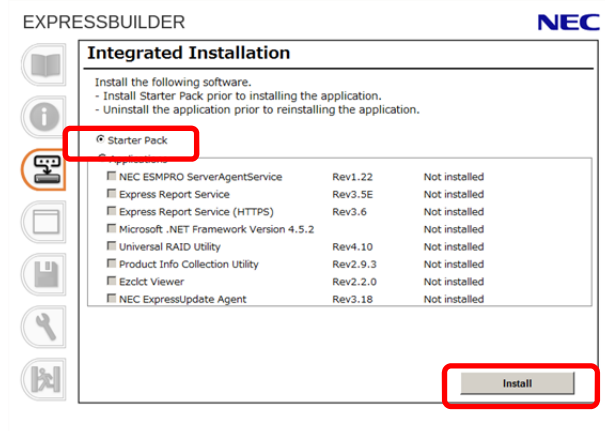 EXPRESSBUILDER
NEC
Integrated Installation
Install the following software.
- Install Starter Pack prior to installing the application.
- Uninstall the application prior to reinstalling the application.
Starter Pack
Applications
NEC ESMPRO ServerAgentService Rev1.22 Not installed
Express Report Service Rev3.5E Not installed
Express Report Service (HTTPS) Rev3.6 Not installed
Microsoft .NET Framework Version 4.5.2 Not installed
Universal RAID Utility Rev4.10 Not installed
Product Info Collection Utility Rev2.9.3 Not installed
Ezclct Viewer Rev2.2.0 Not installed
NEC ExpressUpdate Agent Rev3.18 Not installed
Install